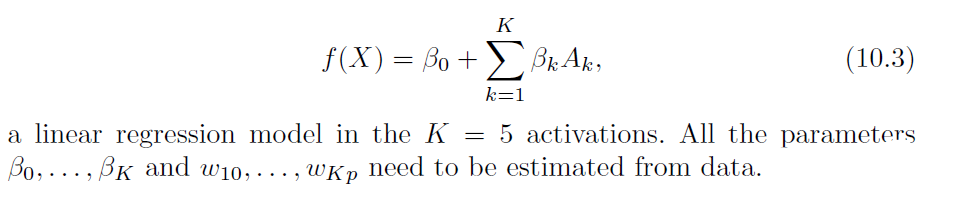 f(X) = β₀ + ∑_{k=1}^{K} β_k A_k, (10.3)
a linear regression model in the K = 5 activations. All the parameters
β₀, . . . , β_K and w₁₀, . . . , w_{Kp} need to be estimated from data.